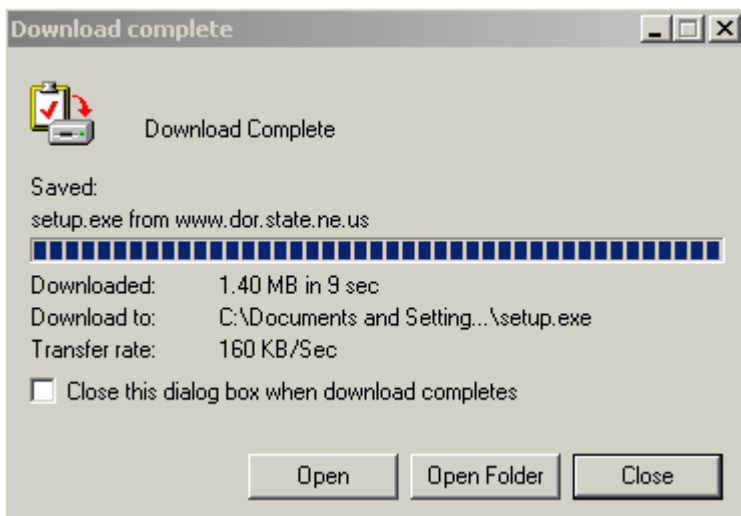 Download complete
Download Complete
Saved:
setup.exe from www.dor.state.ne.us
Downloaded: 1.40 MB in 9 sec
Download to: C:\Documents and Setting...\setup.exe
Transfer rate: 160 KB/Sec
Close this dialog box when download completes
Open Open Folder Close